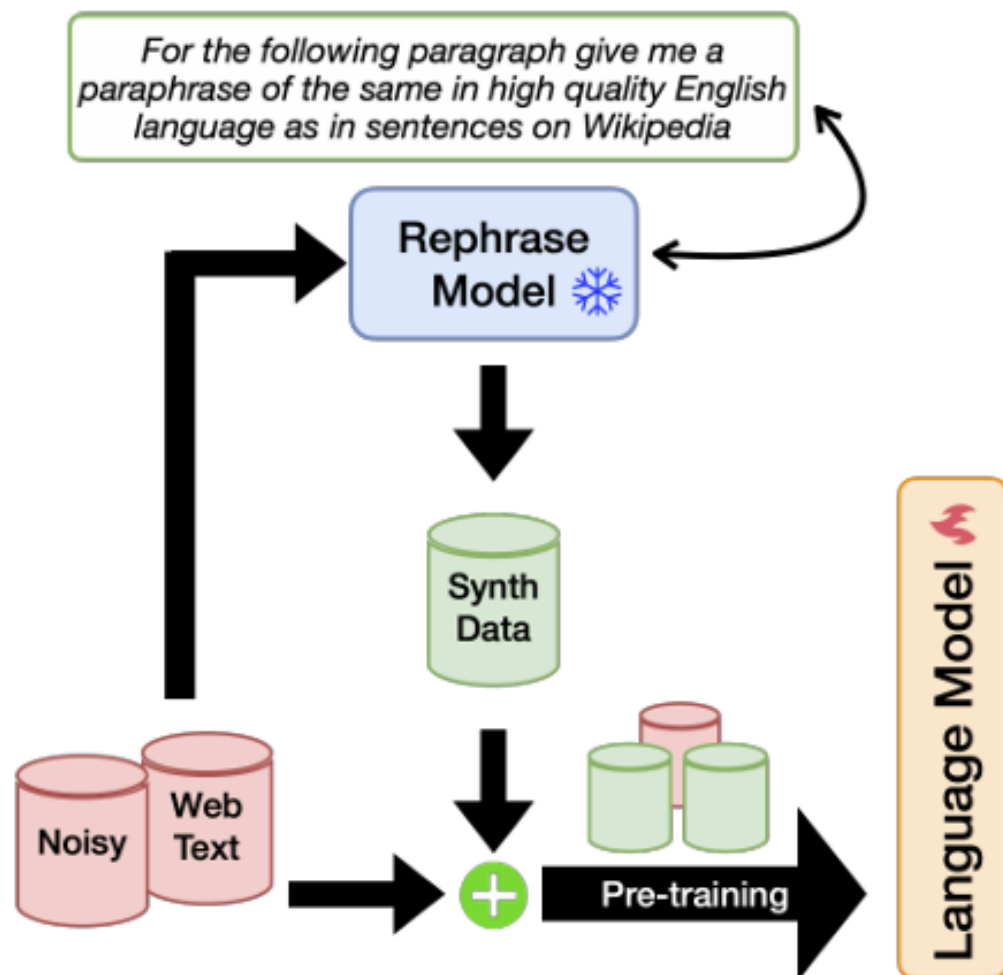 For the following paragraph give me a
paraphrase of the same in high quality English
language as in sentences on Wikipedia
Rephrase
Model
Synth
Data
Noisy
Web
Text
Pre-training
Language Model